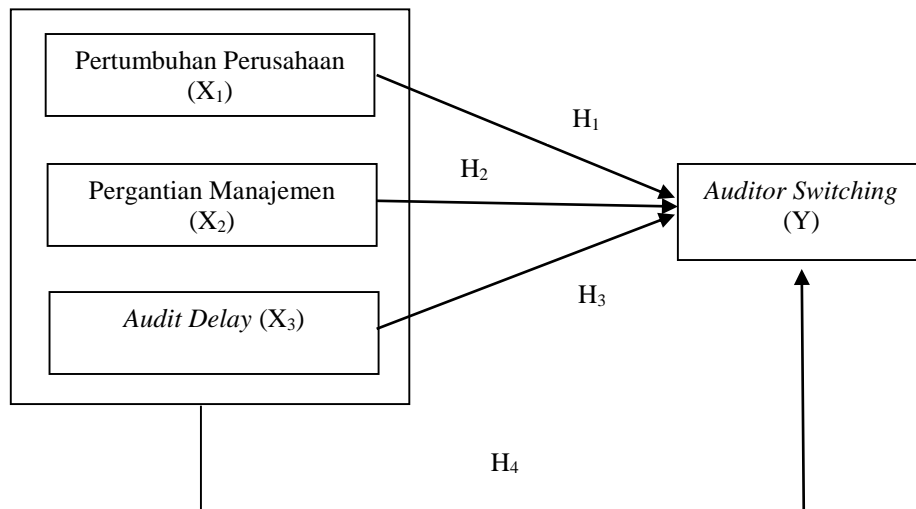 Pertumbuhan Perusahaan
(X₁)
H₁
H₂
Pergantian Manajemen
(X₂)
Auditor Switching
(Y)
Audit Delay (X₃)
H₃
H₄